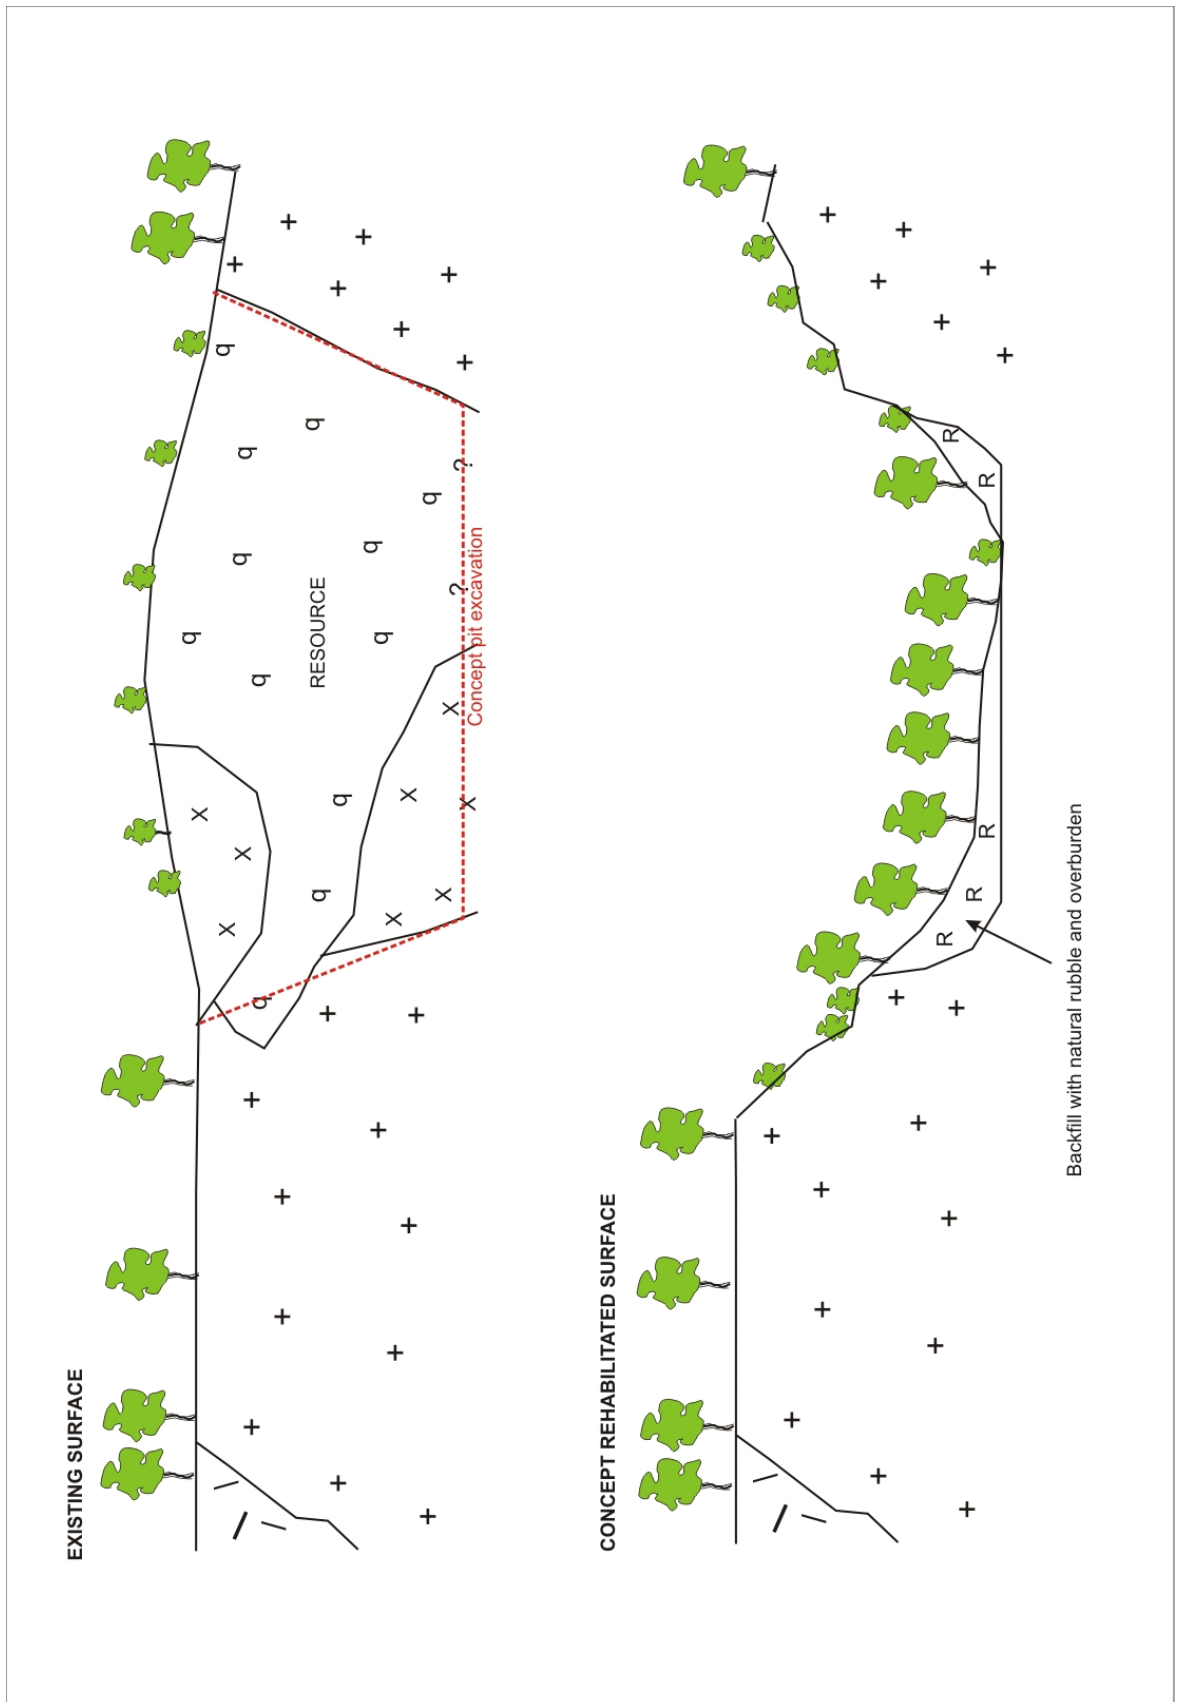 EXISTING SURFACE
q
X
X
q
X
q
q
q
q
RESOURCE
q
q
q
q
q
X
X
q
X
X
?
?
X
Concept pit excavation
CONCEPT REHABILITATED SURFACE
R
R
R
R
R
Backfill with natural rubble and overburden